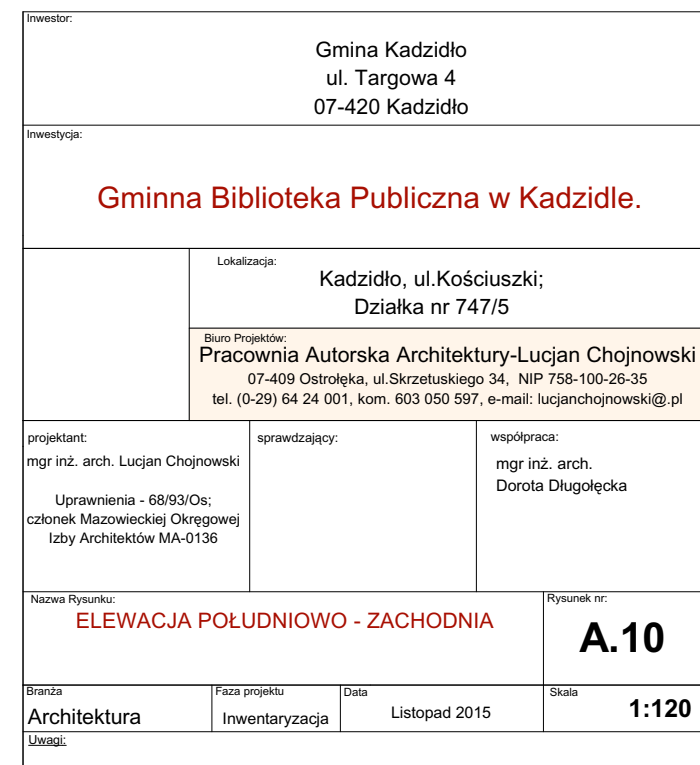 Inwestor:
Gmina Kadzidło
ul. Targowa 4
07-420 Kadzidło
Inwestycja:
Gminna Biblioteka Publiczna w Kadzidle.
Lokalizacja:
Kadzidło, ul.Kościuszki;
Działka nr 747/5
Biuro Projektów:
Pracownia Autorska Architektury-Lucjan Chojnowski
07-409 Ostrołęka, ul.Skrzetuskiego 34, NIP 758-100-26-35
tel. (0-29) 64 24 001, kom. 603 050 597, e-mail: lucjanchojnowski@.pl
projektant:
mgr inż. arch. Lucjan Chojnowski
Uprawnienia - 68/93/Os;
członek Mazowieckiej Okręgowej
Izby Architektów MA-0136
sprawdzający:
współpraca:
mgr inż. arch.
Dorota Długołęcka
Nazwa Rysunku:
ELEWACJA POŁUDNIOWO - ZACHODNIA
Rysunek nr:
A.10
Branża
Architektura
Faza projektu
Inwentaryzacja
Data
Listopad 2015
Skala
1:120
Uwagi: